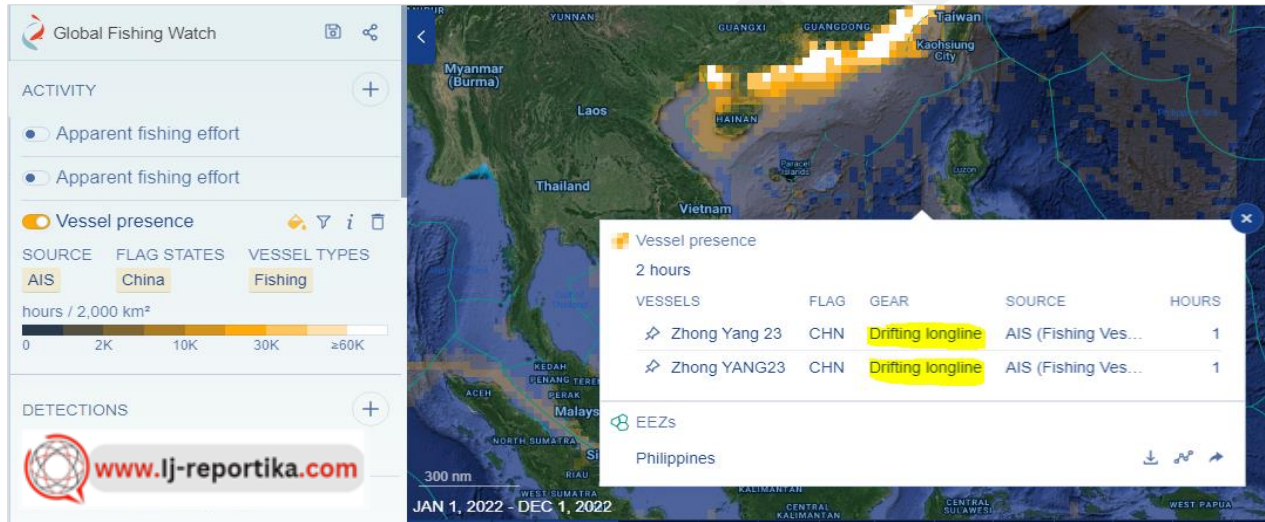 Global Fishing Watch
ACTIVITY
Apparent fishing effort
Apparent fishing effort
Vessel presence
SOURCE FLAG STATES VESSEL TYPES
AIS China Fishing
hours / 2,000 km²
0 2K 10K 30K ≥60K
DETECTIONS
www.lj-reportika.com
YUNNAN
GUANGXI
GUANGDONG
Taiwan
Kaohsiung
City
Myanmar
(Burma)
Laos
HAINAN
Paracel
Islands
Thailand
Luzon
Vietnam
Vessel presence
2 hours
VESSELS FLAG GEAR SOURCE HOURS
Zhong Yang 23 CHN Drifting longline AIS (Fishing Ves... 1
Zhong YANG23 CHN Drifting longline AIS (Fishing Ves... 1
EEZs
Philippines
KEDAH
PENANG
ACEH
PERAK
Malays
NORTH SUMATRA
Si
300 nm
RIAU
WEST SUMATRA
KALIMANTAN
CENTRAL
KALIMANTAN
CENTRAL
SULAWESI
WEST PAPUA
JAN 1, 2022 - DEC 1, 2022